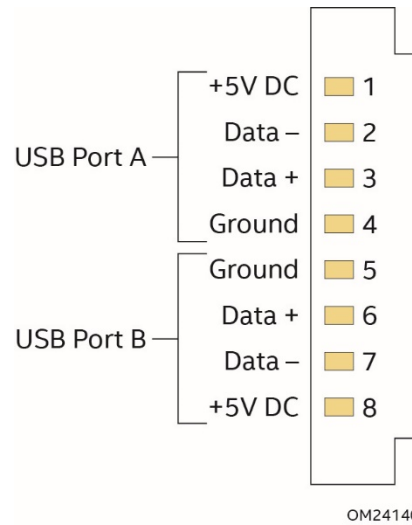 +5V DC 1
Data – 2
USB Port A
Data + 3
Ground 4
Ground 5
Data + 6
USB Port B
Data – 7
+5V DC 8